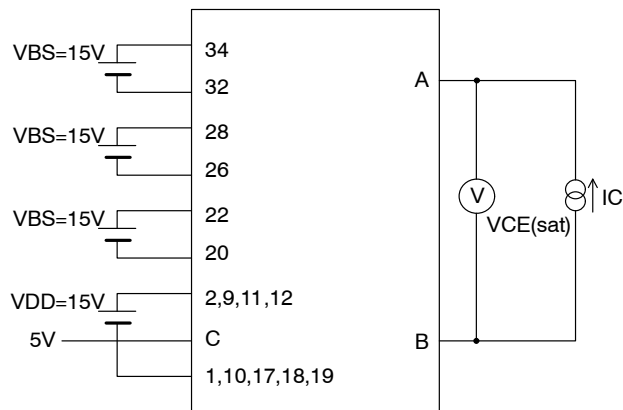 VBS=15V
34
32
A
VBS=15V
28
26
V
VCE(sat)
IC
VBS=15V
22
20
VDD=15V
2,9,11,12
5V
C
B
1,10,17,18,19